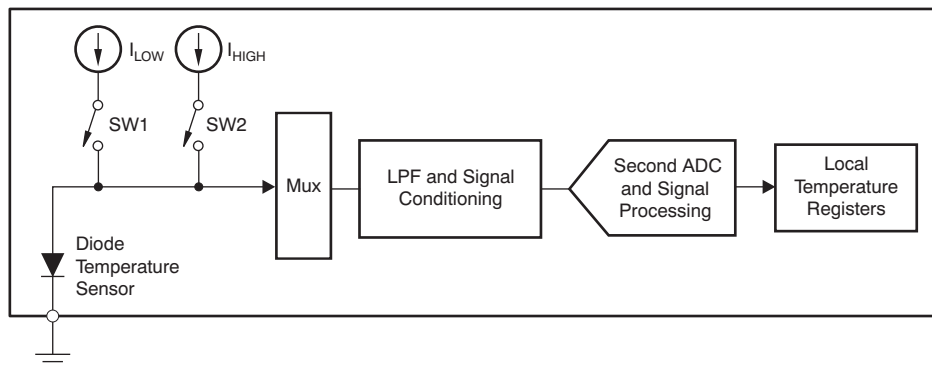 I_LOW
I_HIGH
SW1
SW2
Mux
LPF and Signal
Conditioning
Second ADC
and Signal
Processing
Local
Temperature
Registers
Diode
Temperature
Sensor